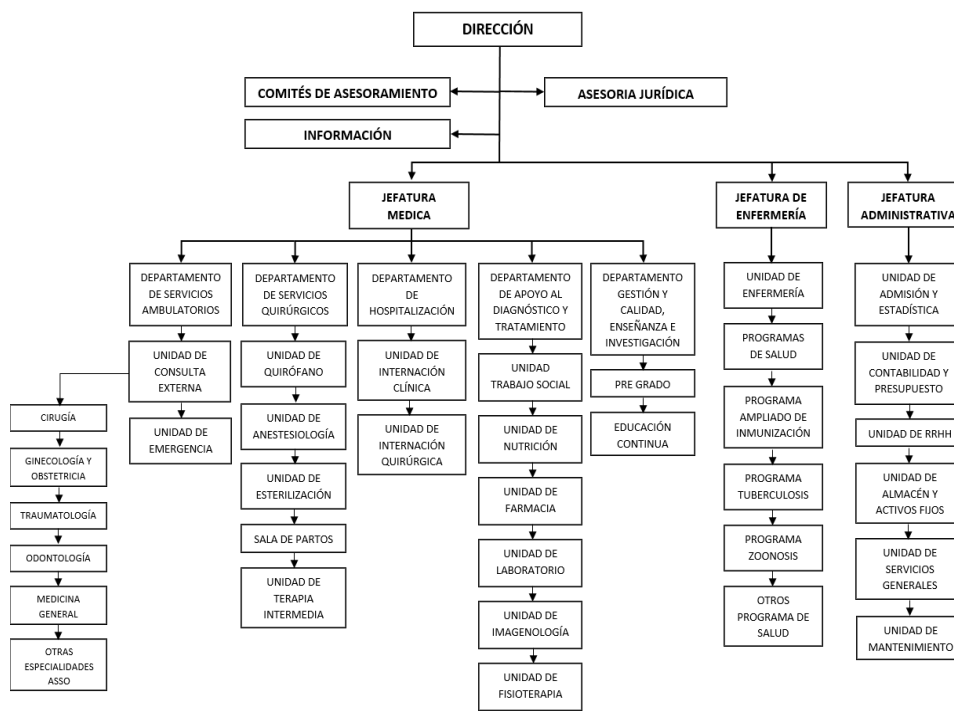 DIRECCIÓN
COMITÉS DE ASESORAMIENTO
ASESORIA JURÍDICA
INFORMACIÓN
JEFATURA
MEDICA
JEFATURA DE
ENFERMERÍA
JEFATURA
ADMINISTRATIVA
DEPARTAMENTO
DE SERVICIOS
AMBULATORIOS
UNIDAD DE
CONSULTA
EXTERNA
UNIDAD DE
EMERGENCIA
CIRUGÍA
GINECOLOGÍA Y
OBSTETRICIA
TRAUMATOLOGÍA
ODONTOLOGÍA
MEDICINA
GENERAL
OTRAS
ESPECIALIDADES
ASSO
DEPARTAMENTO
DE SERVICIOS
QUIRÚRGICOS
UNIDAD DE
QUIRÓFANO
UNIDAD DE
ANESTESIOLOGÍA
UNIDAD DE
ESTERILIZACIÓN
SALA DE PARTOS
UNIDAD DE
TERAPIA
INTERMEDIA
DEPARTAMENTO
DE
HOSPITALIZACIÓN
UNIDAD DE
INTERNACIÓN
CLÍNICA
UNIDAD DE
INTERNACIÓN
QUIRÚRGICA
DEPARTAMENTO
DE APOYO AL
DIAGNÓSTICO Y
TRATAMIENTO
UNIDAD
TRABAJO SOCIAL
UNIDAD DE
NUTRICIÓN
UNIDAD DE
FARMACIA
UNIDAD DE
LABORATORIO
UNIDAD DE
IMAGENOLOGÍA
UNIDAD DE
FISIOTERAPIA
DEPARTAMENTO
GESTIÓN Y
CALIDAD,
ENSEÑANZA E
INVESTIGACIÓN
PRE GRADO
EDUCACIÓN
CONTINUA
UNIDAD DE
ENFERMERÍA
PROGRAMAS
DE SALUD
PROGRAMA
AMPLIADO DE
INMUNIZACIÓN
PROGRAMA
TUBERCULOSIS
PROGRAMA
ZOONOSIS
OTROS
PROGRAMA DE
SALUD
UNIDAD DE
ADMISIÓN Y
ESTADÍSTICA
UNIDAD DE
CONTABILIDAD Y
PRESUPUESTO
UNIDAD DE RRHH
UNIDAD DE
ALMACÉN Y
ACTIVOS FIJOS
UNIDAD DE
SERVICIOS
GENERALES
UNIDAD DE
MANTENIMIENTO